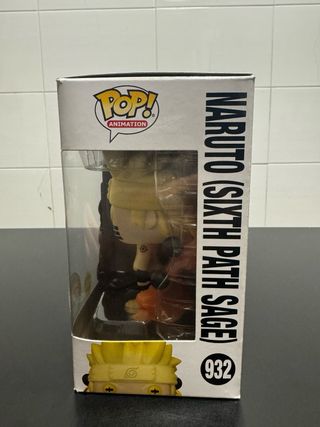 POP!
ANIMATION
NARUTO (SIXTH PATH SAGE)
932